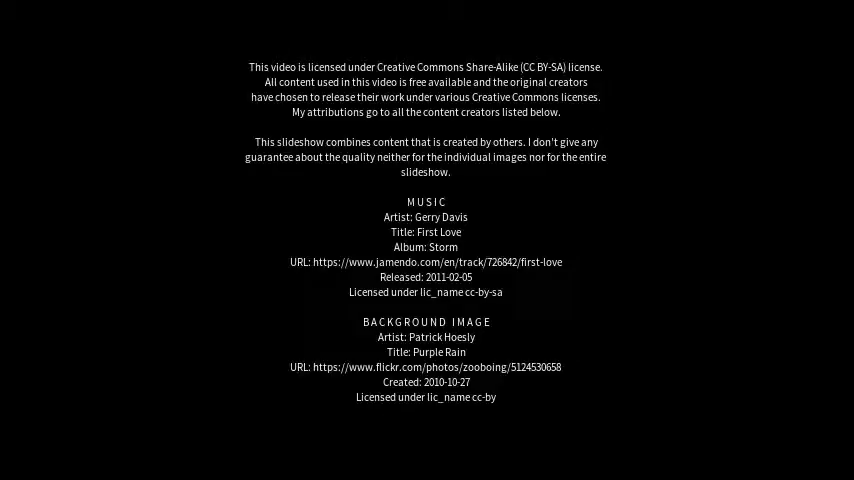 This video is licensed under Creative Commons Share-Alike (CC BY-SA) license.
All content used in this video is free available and the original creators
have chosen to release their work under various Creative Commons licenses.
My attributions go to all the content creators listed below.
This slideshow combines content that is created by others. I don't give any
guarantee about the quality neither for the individual images nor for the entire
slideshow.
MUSIC
Artist: Gerry Davis
Title: First Love
Album: Storm
URL: https://www.jamendo.com/en/track/726842/first-love
Released: 2011-02-05
Licensed under lic_name cc-by-sa
BACKGROUND IMAGE
Artist: Patrick Hoesly
Title: Purple Rain
URL: https://www.flickr.com/photos/zooboing/5124530658
Created: 2010-10-27
Licensed under lic_name cc-by